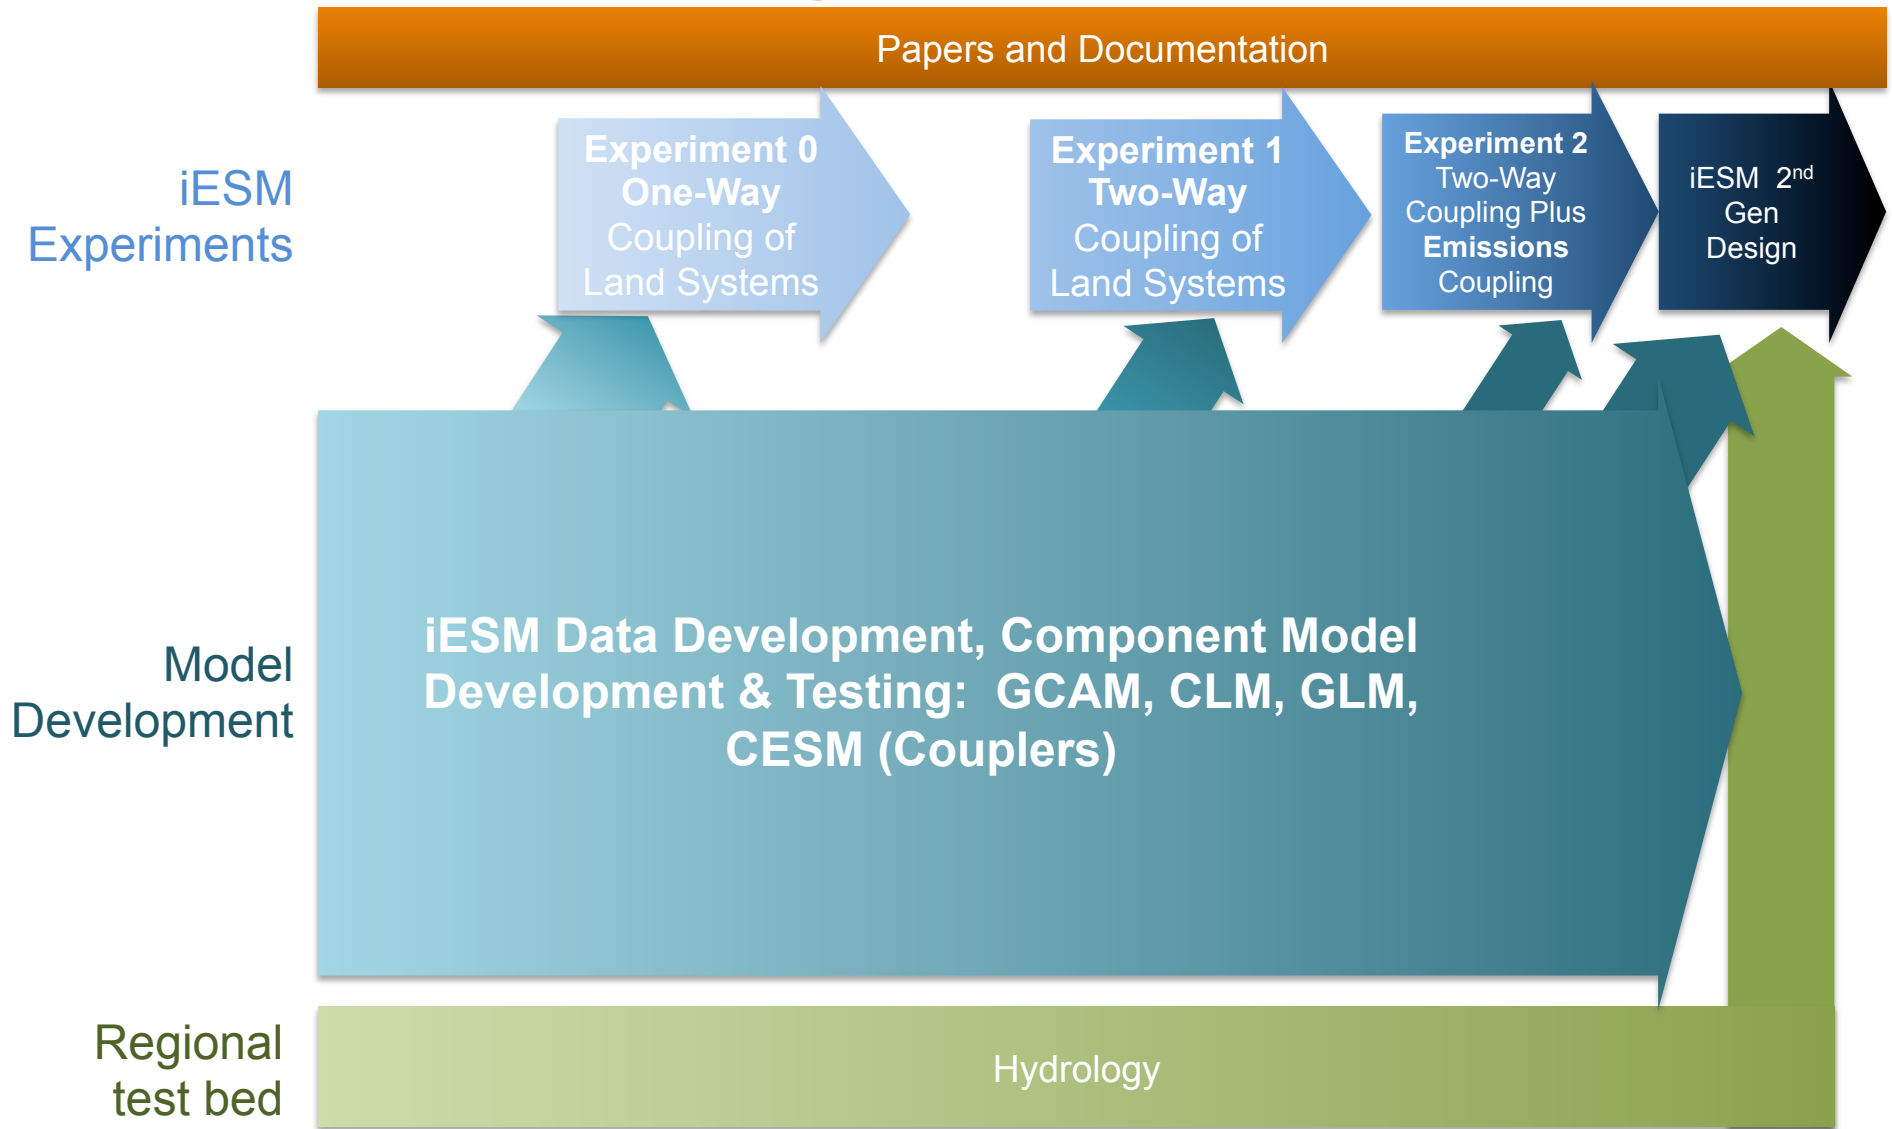 Papers and Documentation
iESM
Experiments
Experiment 0
One-Way
Coupling of
Land Systems
Experiment 1
Two-Way
Coupling of
Land Systems
Experiment 2
Two-Way
Coupling Plus
Emissions
Coupling
iESM 2nd
Gen
Design
Model
Development
iESM Data Development, Component Model
Development & Testing: GCAM, CLM, GLM,
CESM (Couplers)
Regional
test bed
Hydrology